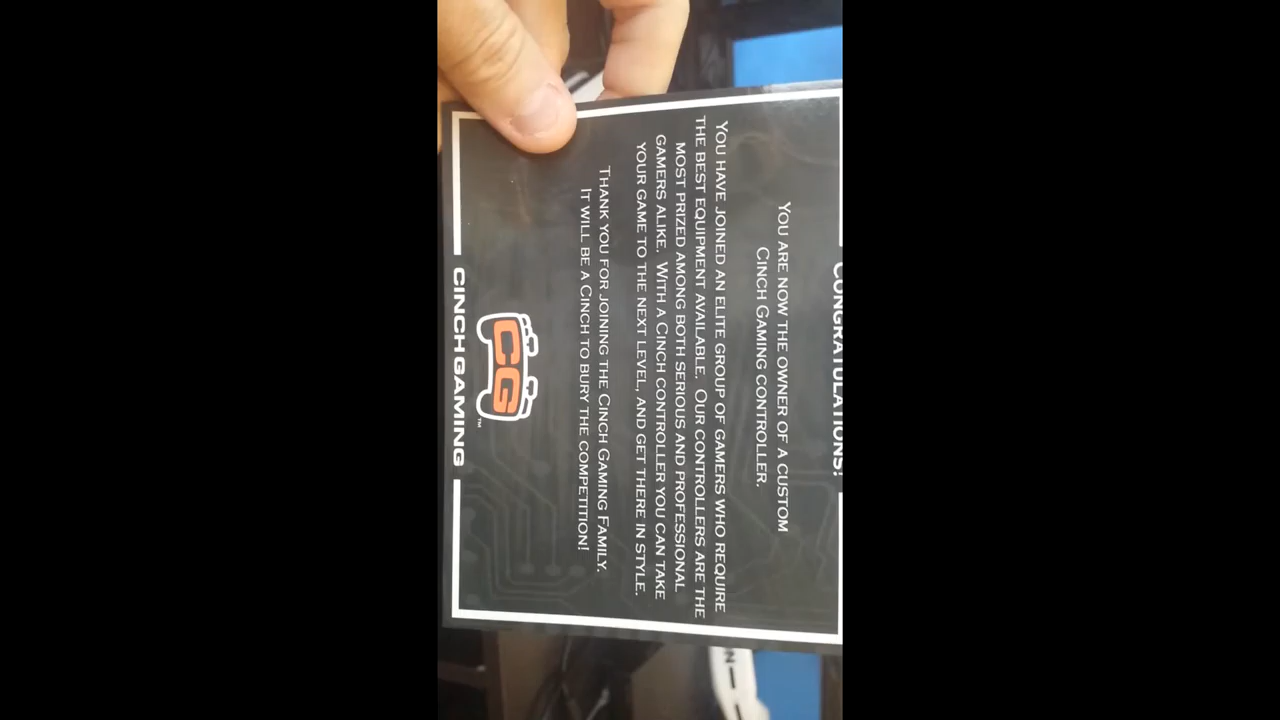 CONGRATULATIONS!
YOU ARE NOW THE OWNER OF A CUSTOM
CINCH GAMING CONTROLLER.
YOU HAVE JOINED AN ELITE GROUP OF GAMERS WHO REQUIRE
THE BEST EQUIPMENT AVAILABLE. OUR CONTROLLERS ARE THE
MOST PRIZED AMONG BOTH SERIOUS AND PROFESSIONAL
GAMERS ALIKE. WITH A CINCH CONTROLLER YOU CAN TAKE
YOUR GAME TO THE NEXT LEVEL, AND GET THERE IN STYLE.
THANK YOU FOR JOINING THE CINCH GAMING FAMILY.
IT WILL BE A CINCH TO BURY THE COMPETITION!
CG™
CINCH GAMING